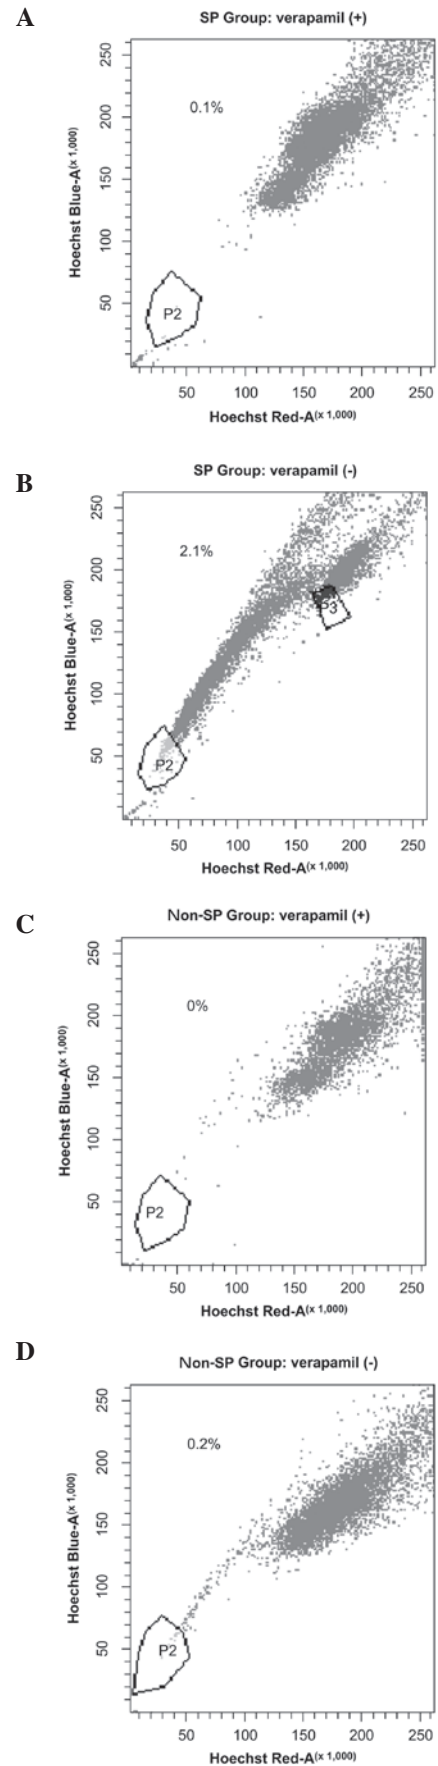 A
SP Group: verapamil (+)
250
200
150
100
50
0.1%
P2
Hoechst Blue-A(x 1,000)
50 100 150 200 250
Hoechst Red-A(x 1,000)
B
SP Group: verapamil (-)
250
200
150
100
50
2.1%
P3
P2
Hoechst Blue-A(x 1,000)
50 100 150 200 250
Hoechst Red-A(x 1,000)
C
Non-SP Group: verapamil (+)
250
200
150
100
50
0%
P2
Hoechst Blue-A(x 1,000)
50 100 150 200 250
Hoechst Red-A(x 1,000)
D
Non-SP Group: verapamil (-)
250
200
150
100
50
0.2%
P2
Hoechst Blue-A(x 1,000)
50 100 150 200 250
Hoechst Red-A(x 1,000)